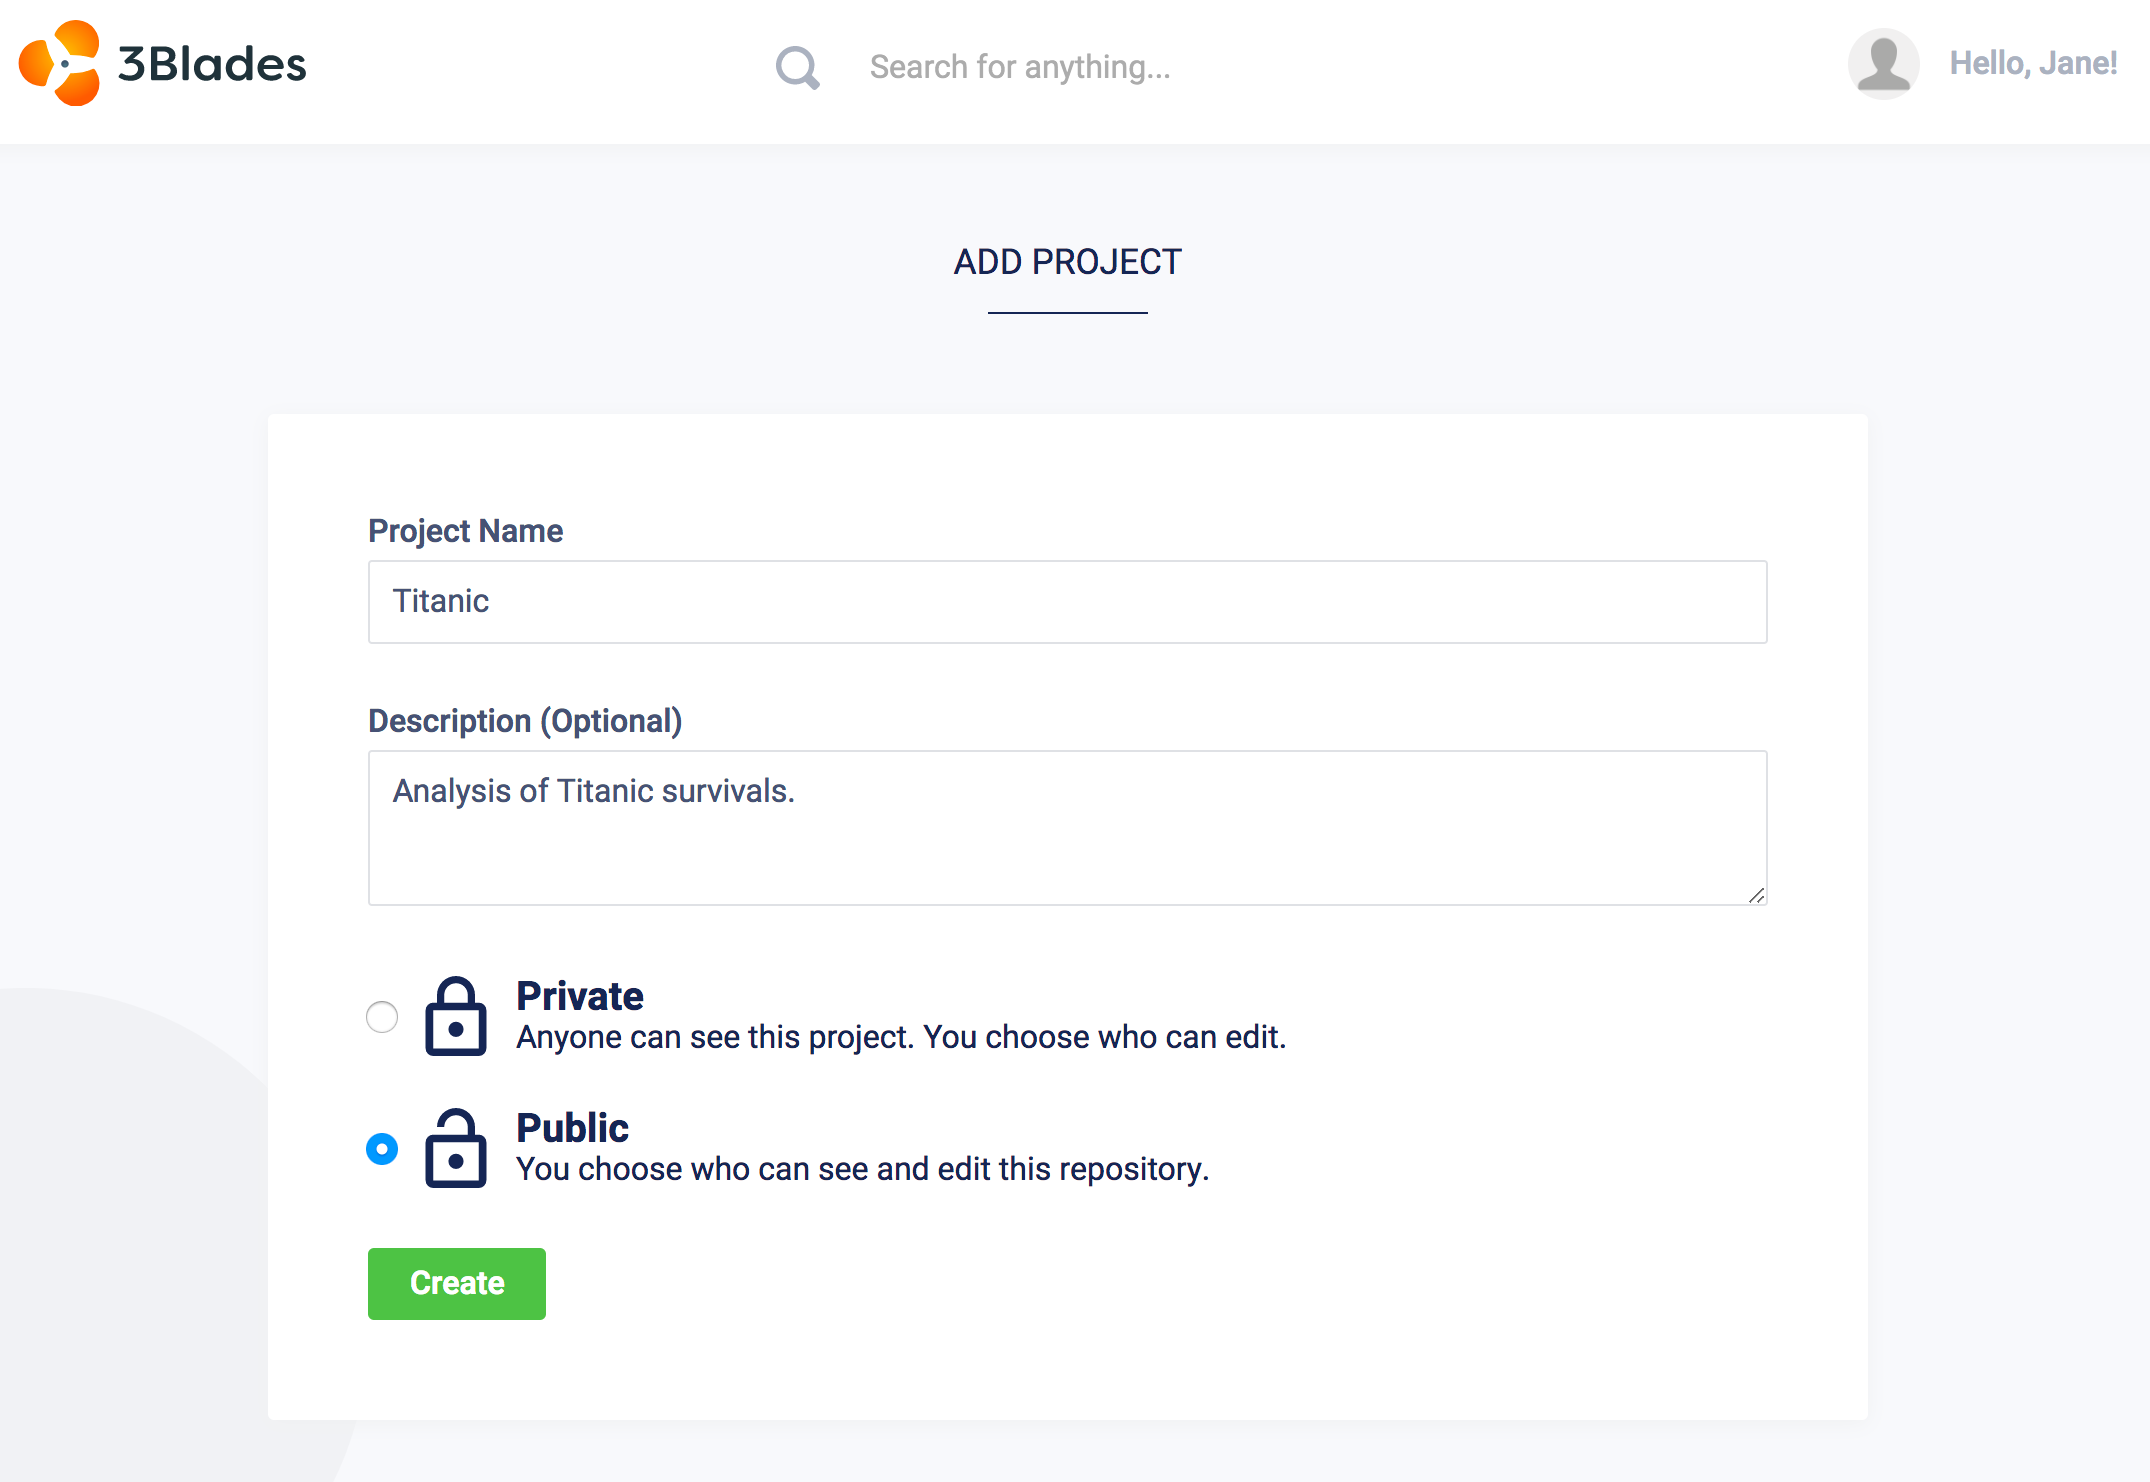 3Blades
Search for anything...
Hello, Jane!
ADD PROJECT
Project Name
Titanic
Description (Optional)
Analysis of Titanic survivals.
Private
Anyone can see this project. You choose who can edit.
Public
You choose who can see and edit this repository.
Create